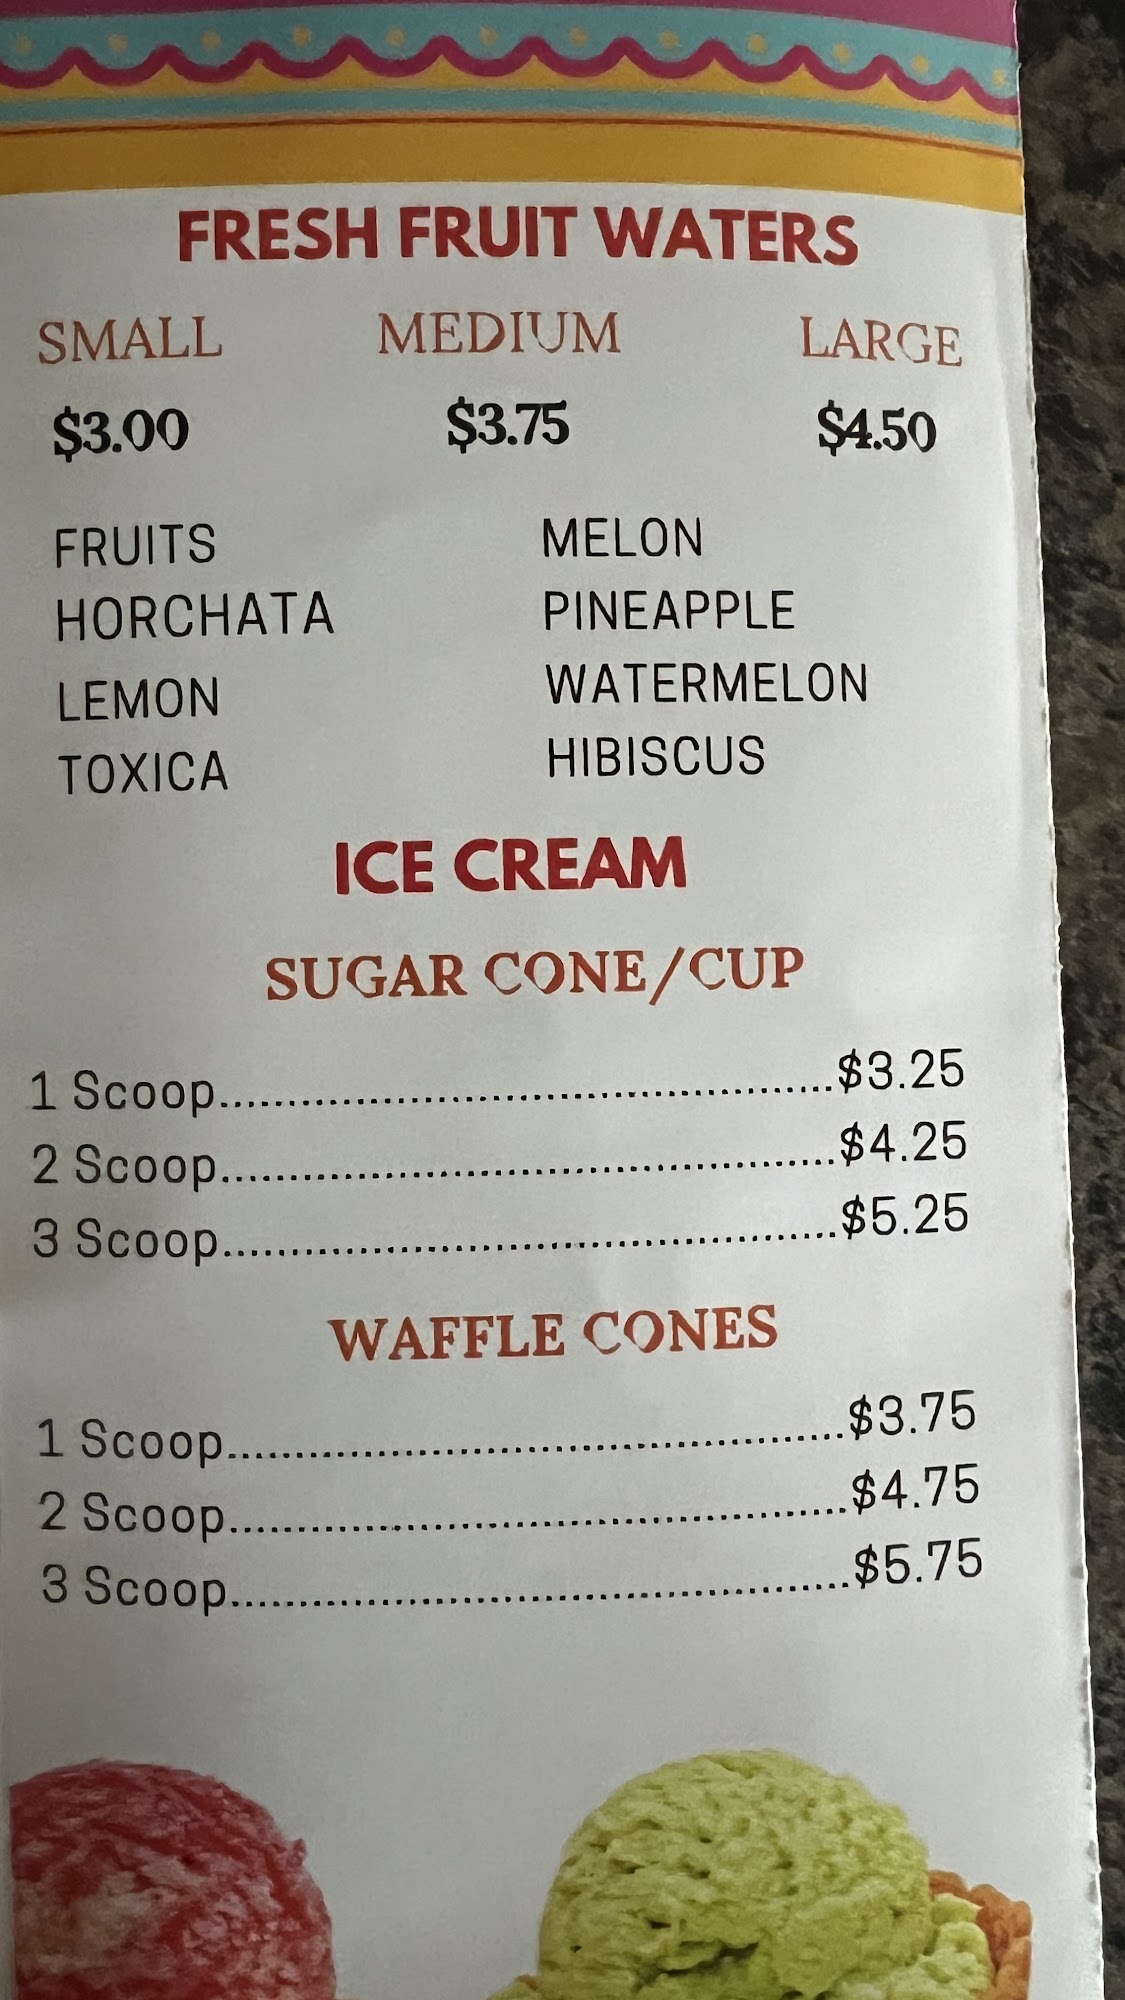 FRESH FRUIT WATERS
SMALL MEDIUM LARGE
$3.00 $3.75 $4.50
FRUITS MELON
HORCHATA PINEAPPLE
LEMON WATERMELON
TOXICA HIBISCUS
ICE CREAM
SUGAR CONE/CUP
1 Scoop.......................................................$3.25
2 Scoop.......................................................$4.25
3 Scoop.......................................................$5.25
WAFFLE CONES
1 Scoop.......................................................$3.75
2 Scoop.......................................................$4.75
3 Scoop.......................................................$5.75